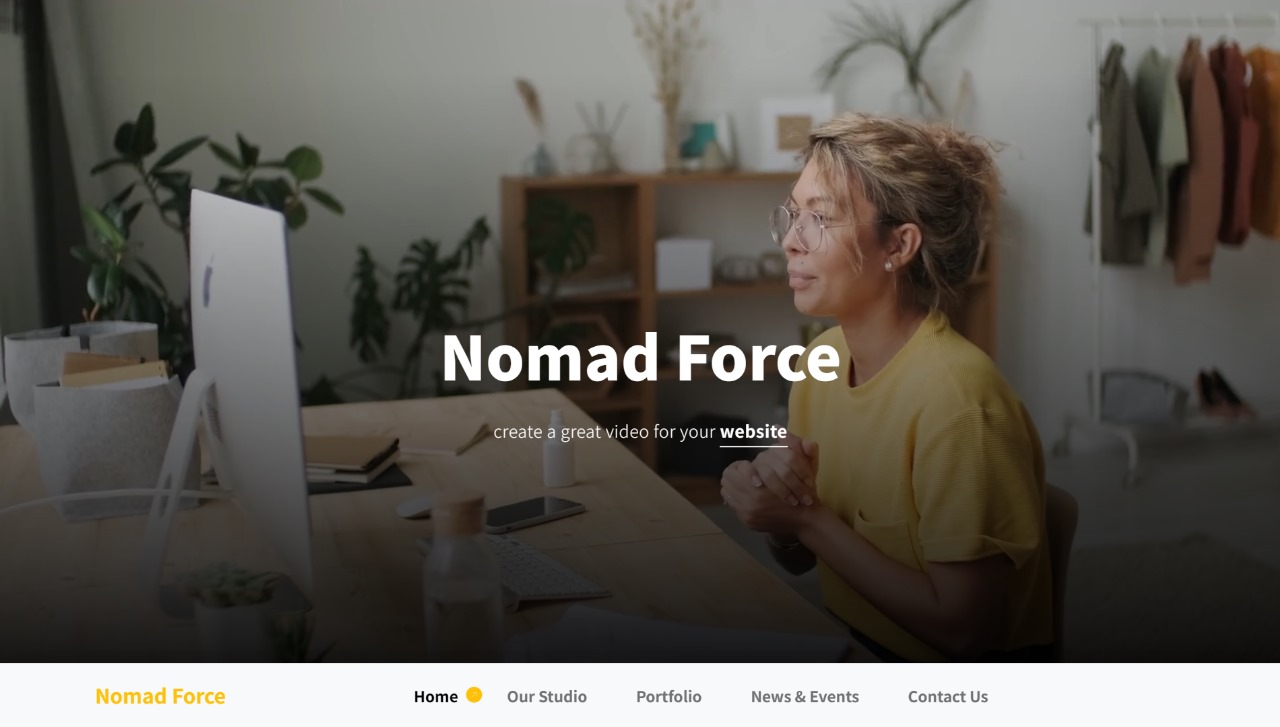 Nomad Force
create a great video for your website
Nomad Force
Home
Our Studio
Portfolio
News & Events
Contact Us